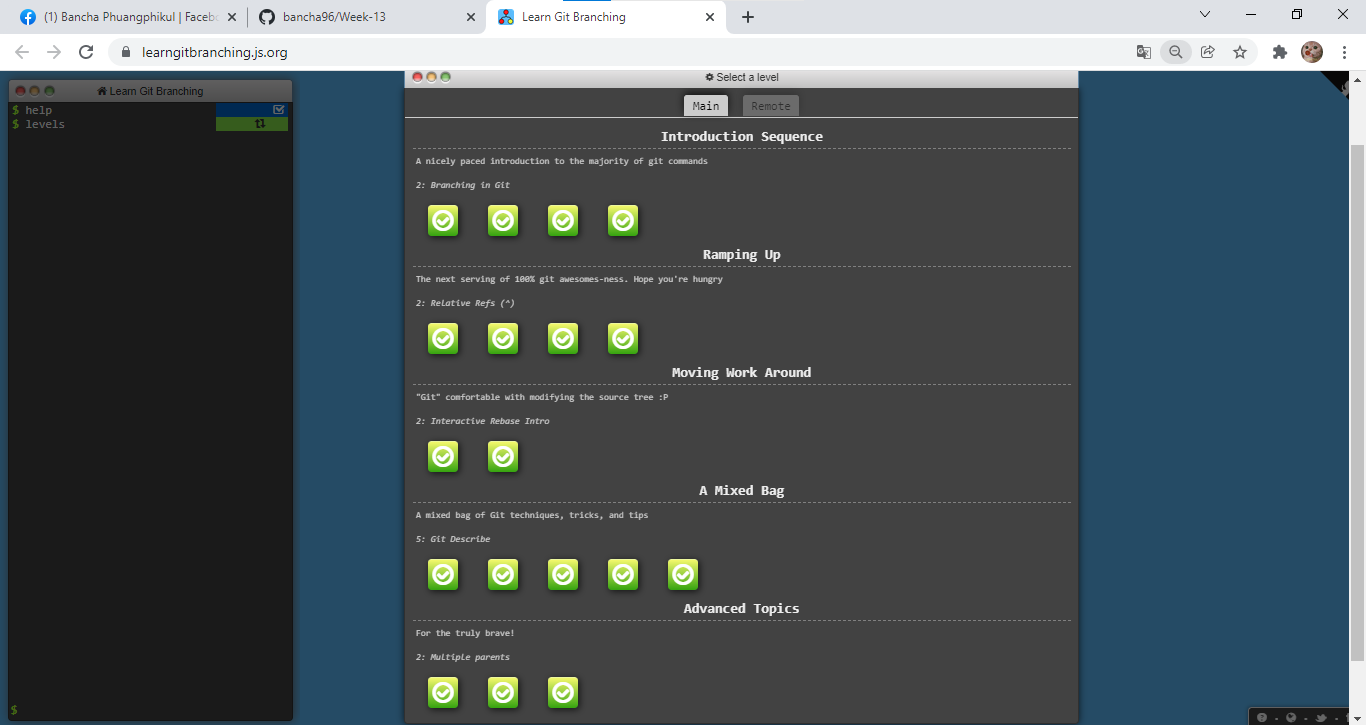 (1) Bancha Phuangphikul | Facebo
bancha96/Week-13
Learn Git Branching
learngitbranching.js.org
Learn Git Branching
$ help
$ levels
$
Select a level
Main
Remote
Introduction Sequence
A nicely paced introduction to the majority of git commands
2: Branching in Git
Ramping Up
The next serving of 100% git awesomes-ness. Hope you're hungry
2: Relative Refs (^)
Moving Work Around
"Git" comfortable with modifying the source tree :P
2: Interactive Rebase Intro
A Mixed Bag
A mixed bag of Git techniques, tricks, and tips
5: Git Describe
Advanced Topics
For the truly brave!
2: Multiple parents